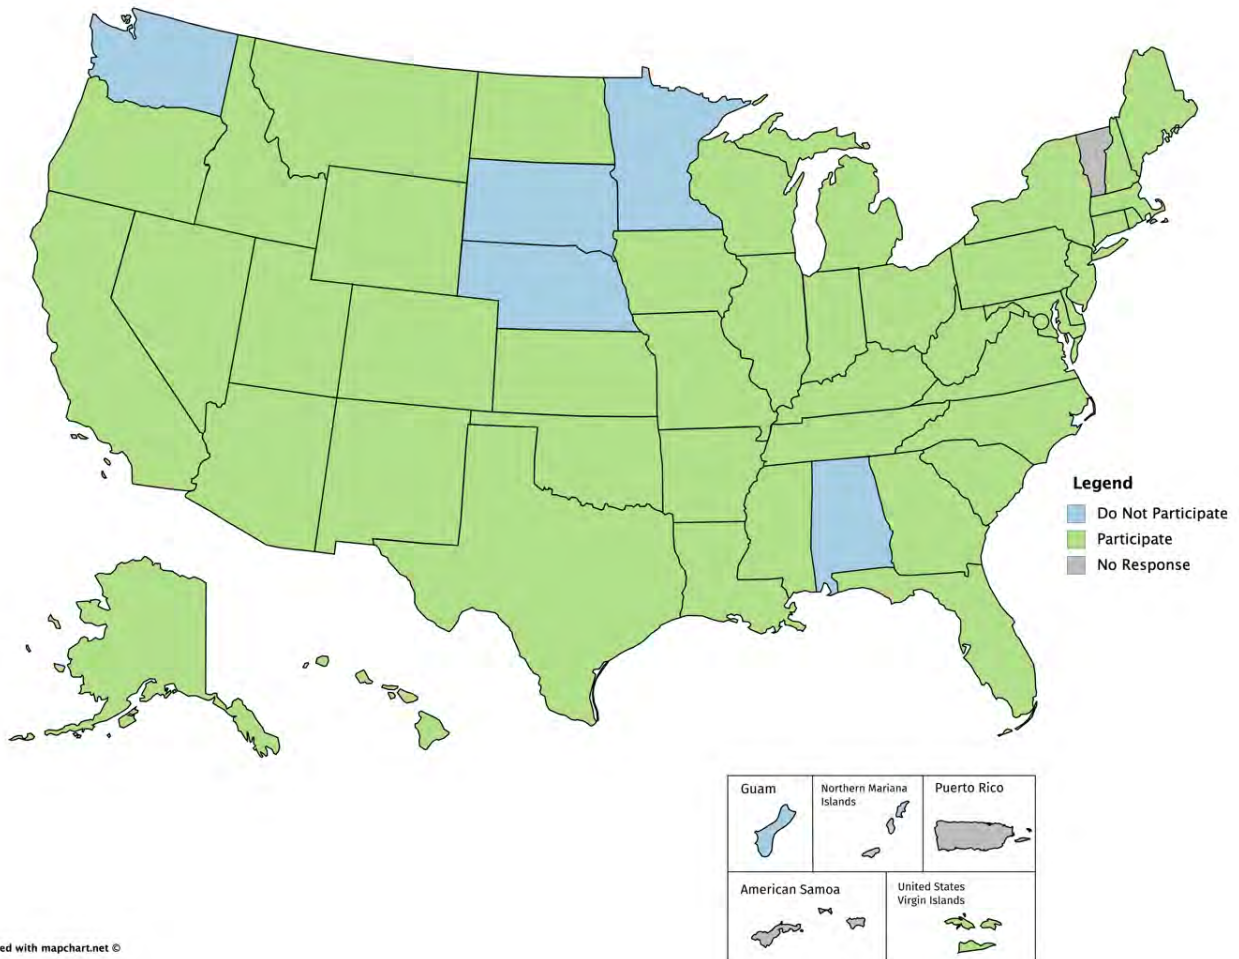 Legend
Do Not Participate
Participate
No Response
Guam
Northern Mariana
Islands
Puerto Rico
American Samoa
United States
Virgin Islands
ed with mapchart.net ©